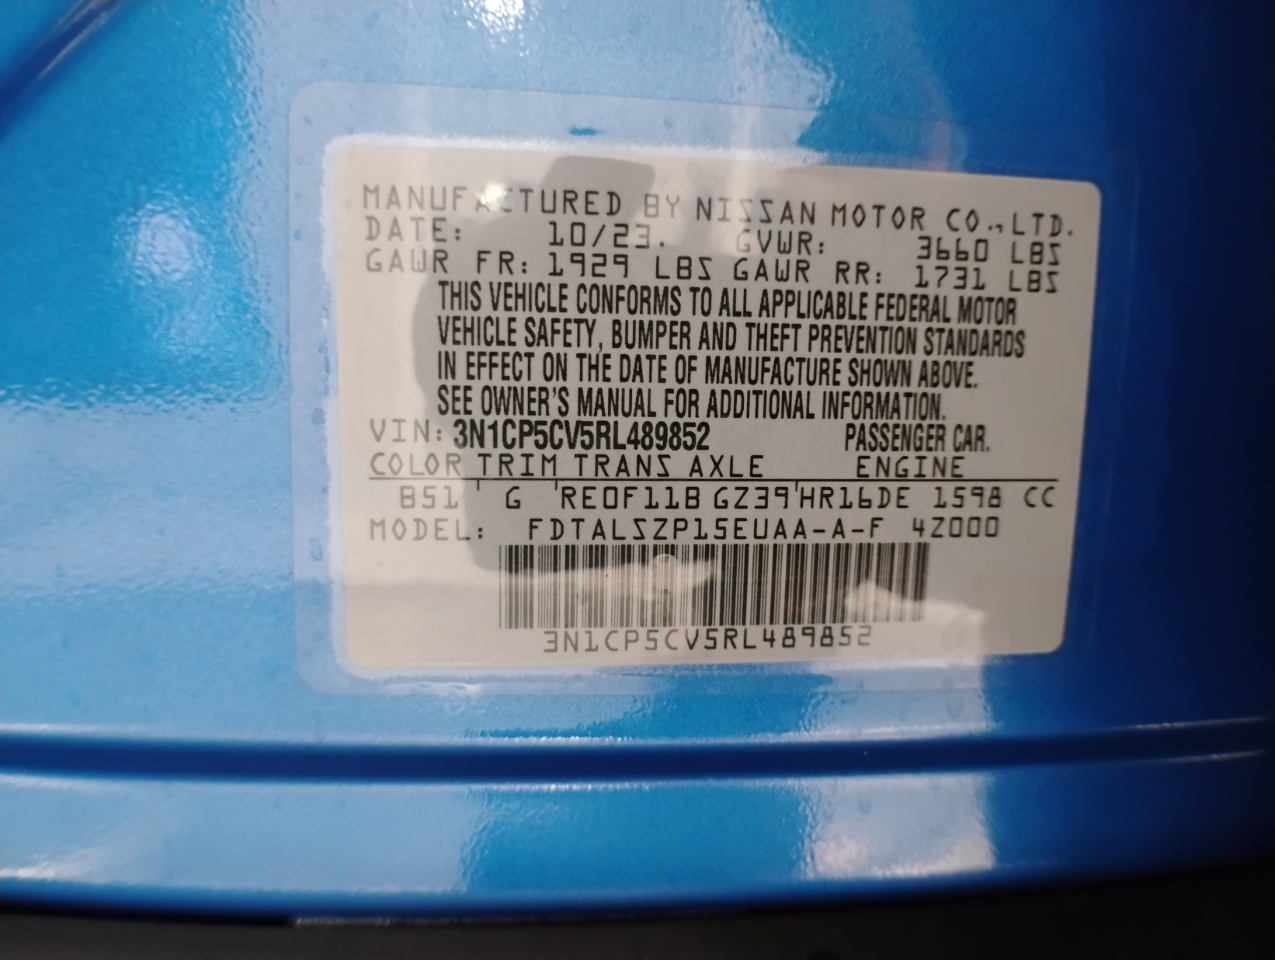 MANUFACTURED BY NISSAN MOTOR CO.,LTD.
DATE: 10/23. GVWR: 3660 LBS
GAWR FR: 1929 LBS GAWR RR: 1731 LBS
THIS VEHICLE CONFORMS TO ALL APPLICABLE FEDERAL MOTOR
VEHICLE SAFETY, BUMPER AND THEFT PREVENTION STANDARDS
IN EFFECT ON THE DATE OF MANUFACTURE SHOWN ABOVE.
SEE OWNER'S MANUAL FOR ADDITIONAL INFORMATION.
VIN: 3N1CP5CV5RL489852 PASSENGER CAR.
COLOR TRIM TRANS AXLE ENGINE
B51 G RE0F11B GZ39 HR16DE 1598 CC
MODEL: FDTALSZP15EUAA-A-F 4Z000
3N1CP5CV5RL489852